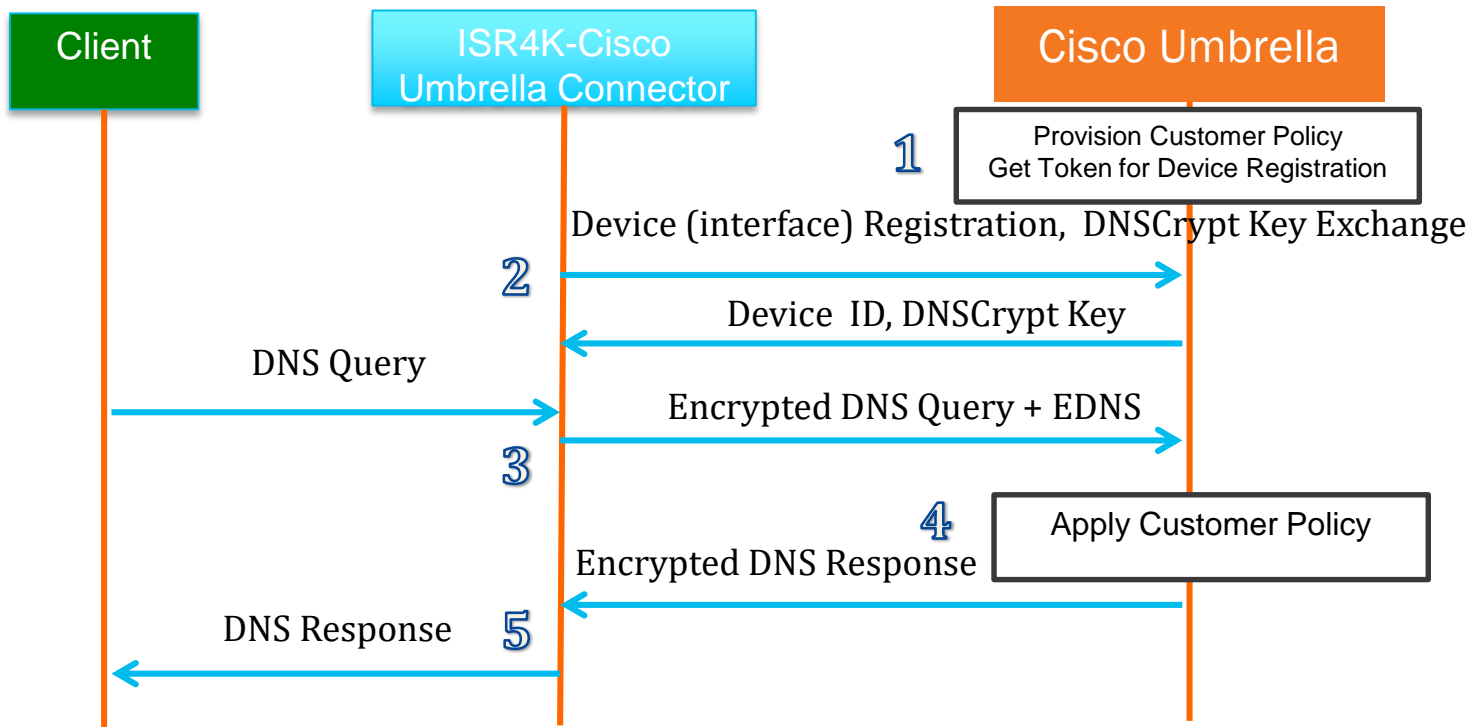 Client
ISR4K-Cisco
Umbrella Connector
Cisco Umbrella
1
Provision Customer Policy
Get Token for Device Registration
Device (interface) Registration, DNSCrypt Key Exchange
2
Device ID, DNSCrypt Key
DNS Query
Encrypted DNS Query + EDNS
3
4
Apply Customer Policy
Encrypted DNS Response
DNS Response
5